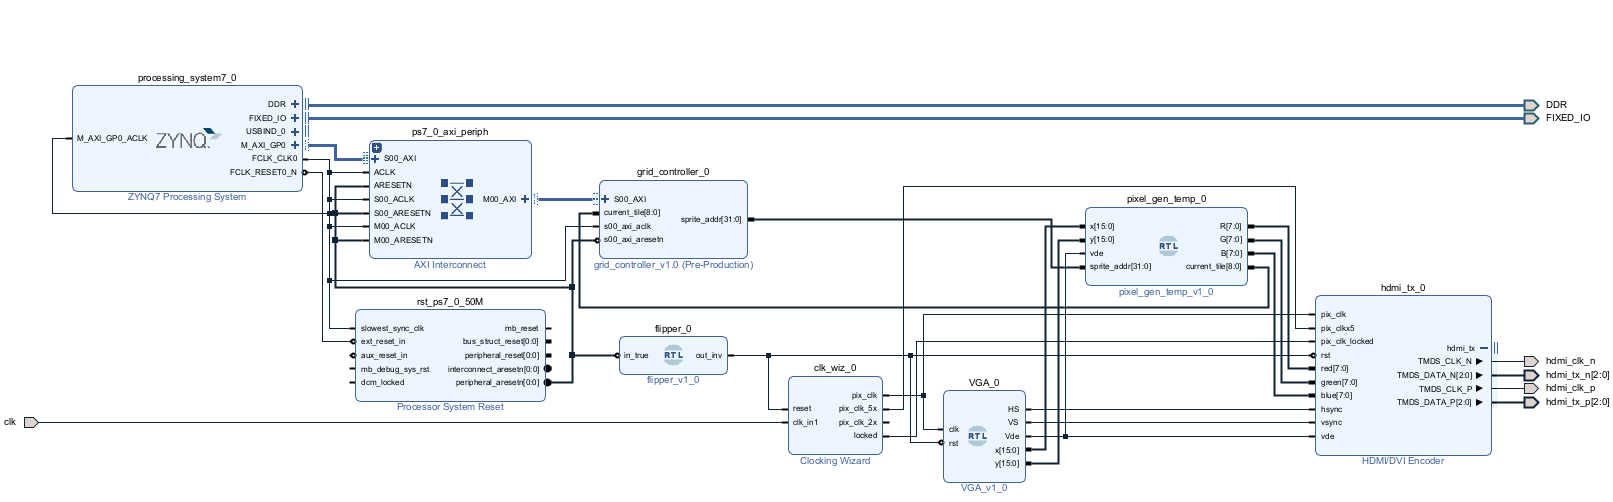 processing_system7_0
DDR
FIXED_IO
USBIND_0
M_AXI_GP0_ACLK
ZYNQ
M_AXI_GP0
FCLK_CLK0
FCLK_RESET0_N
ZYNQ7 Processing System
DDR
FIXED_IO
ps7_0_axi_periph
S00_AXI
ACLK
ARESETN
S00_ACLK
M00_AXI
S00_ARESETN
M00_ACLK
M00_ARESETN
AXI Interconnect
grid_controller_0
S00_AXI
current_tile[8:0]
sprite_addr[31:0]
s00_axi_aclk
s00_axi_aresetn
grid_controller_v1.0 (Pre-Production)
pixel_gen_temp_0
x[15:0]
R[7:0]
y[15:0]
G[7:0]
RTL
vde
B[7:0]
sprite_addr[31:0]
current_tile[8:0]
pixel_gen_temp_v1_0
rst_ps7_0_50M
slowest_sync_clk
mb_reset
ext_reset_in
bus_struct_reset[0:0]
aux_reset_in
peripheral_reset[0:0]
mb_debug_sys_rst
interconnect_aresetn[0:0]
dcm_locked
peripheral_aresetn[0:0]
Processor System Reset
flipper_0
in_true
RTL
out_inv
flipper_v1_0
clk_wiz_0
pix_clk
reset
pix_clk_5x
clk_in1
pix_clk_2x
locked
Clocking Wizard
clk
VGA_0
HS
VS
clk
RTL
Vde
rst
x[15:0]
y[15:0]
VGA_v1_0
hdmi_tx_0
pix_clk
pix_clkx5
pix_clk_locked
hdmi_tx
rst
TMDS_CLK_N
red[7:0]
TMDS_DATA_N[2:0]
green[7:0]
TMDS_CLK_P
blue[7:0]
TMDS_DATA_P[2:0]
hsync
vsync
vde
HDMI/DVI Encoder
hdmi_clk_n
hdmi_tx_n[2:0]
hdmi_clk_p
hdmi_tx_p[2:0]